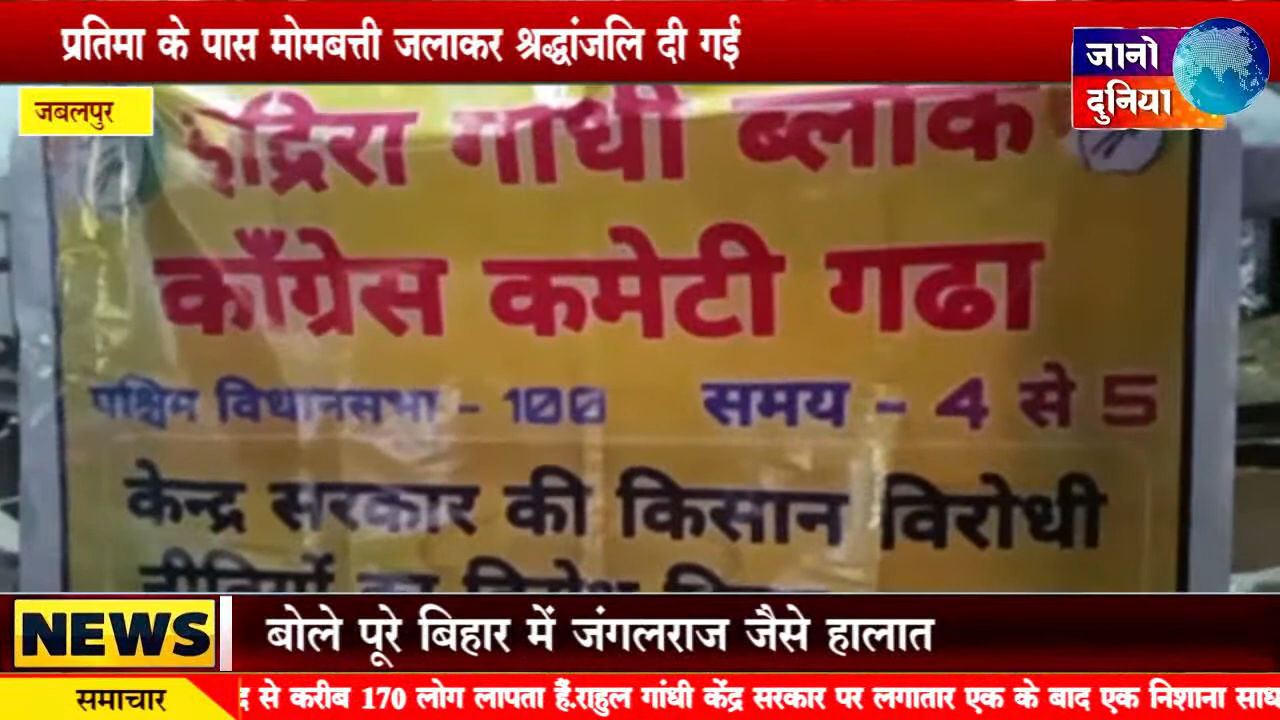 प्रतिमा के पास मोमबत्ती जलाकर श्रद्धांजलि दी गई
जानो
दुनिया
जबलपुर
इंदिरा गांधी ब्लाक
काँग्रेस कमेटी गढा
पश्चिम विधानसभा - 100 समय - 4 से 5
केन्द्र सरकार की किसान विरोधी
NEWS
बोले पूरे बिहार में जंगलराज जैसे हालात
समाचार
से करीब 170 लोग लापता हैं.राहुल गांधी केंद्र सरकार पर लगातार एक के बाद एक निशाना